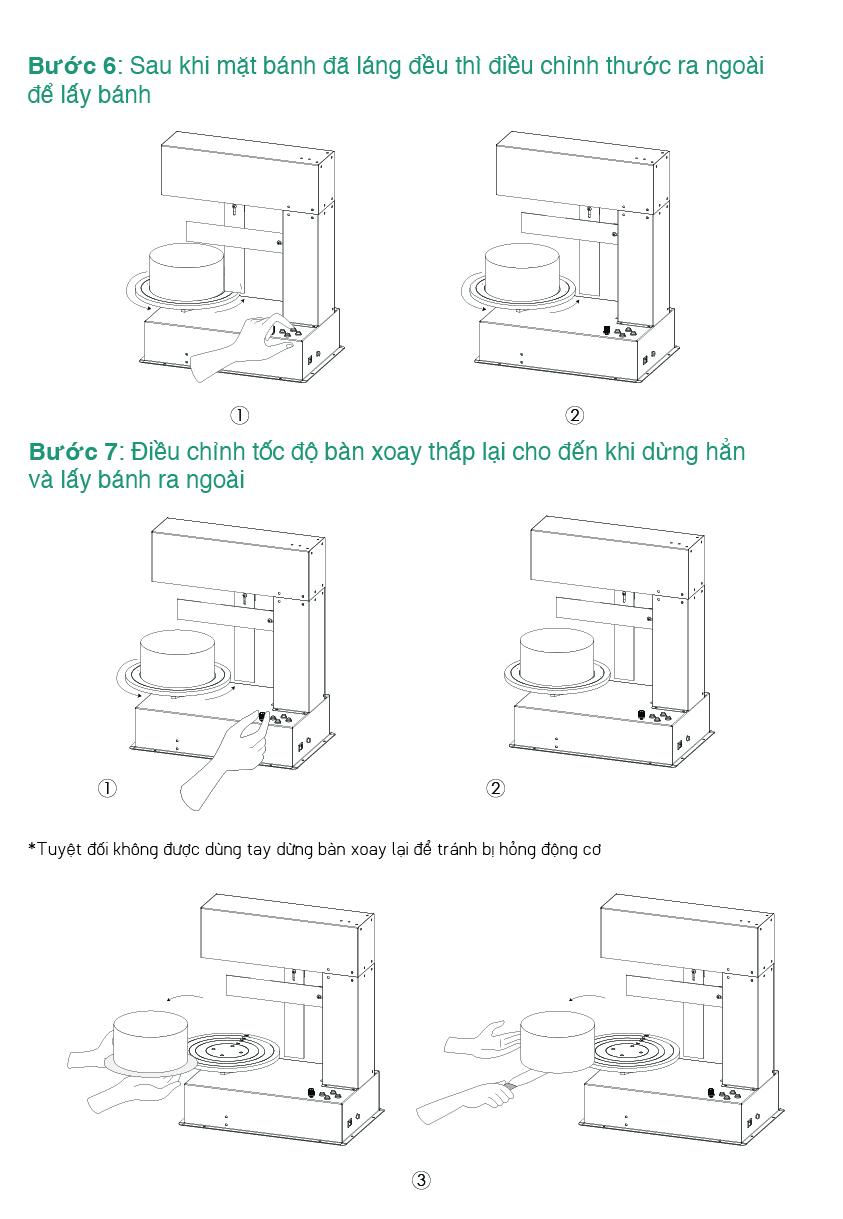 Bước 6: Sau khi mặt bánh đã láng đều thì điều chỉnh thước ra ngoài
để lấy bánh
① ②
Bước 7: Điều chỉnh tốc độ bàn xoay thấp lại cho đến khi dừng hẳn
và lấy bánh ra ngoài
① ②
*Tuyệt đối không được dùng tay dừng bàn xoay lại để tránh bị hỏng động cơ
③